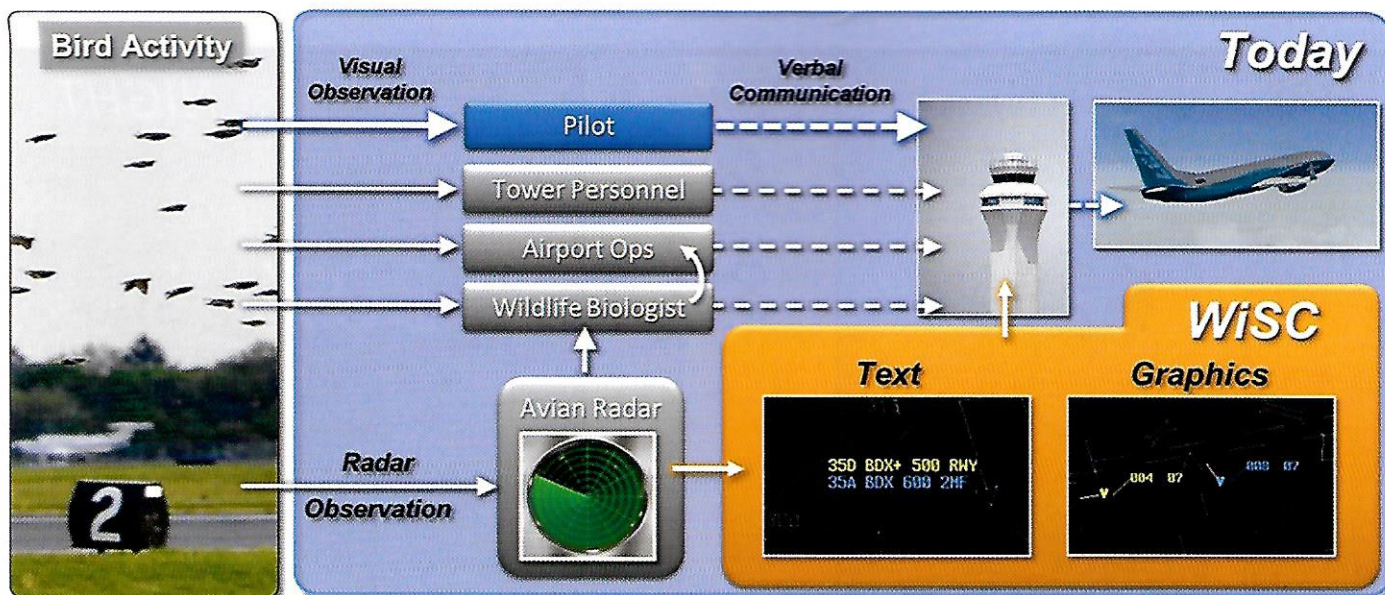 Bird Activity
Today
Visual
Observation
Verbal
Communication
Pilot
Tower Personnel
Airport Ops
Wildlife Biologist
WiSC
Avian Radar
Text
Graphics
35D BDX+ 500 RWY
35A BDX 600 2MF
004 07
008 07
Radar
Observation
2